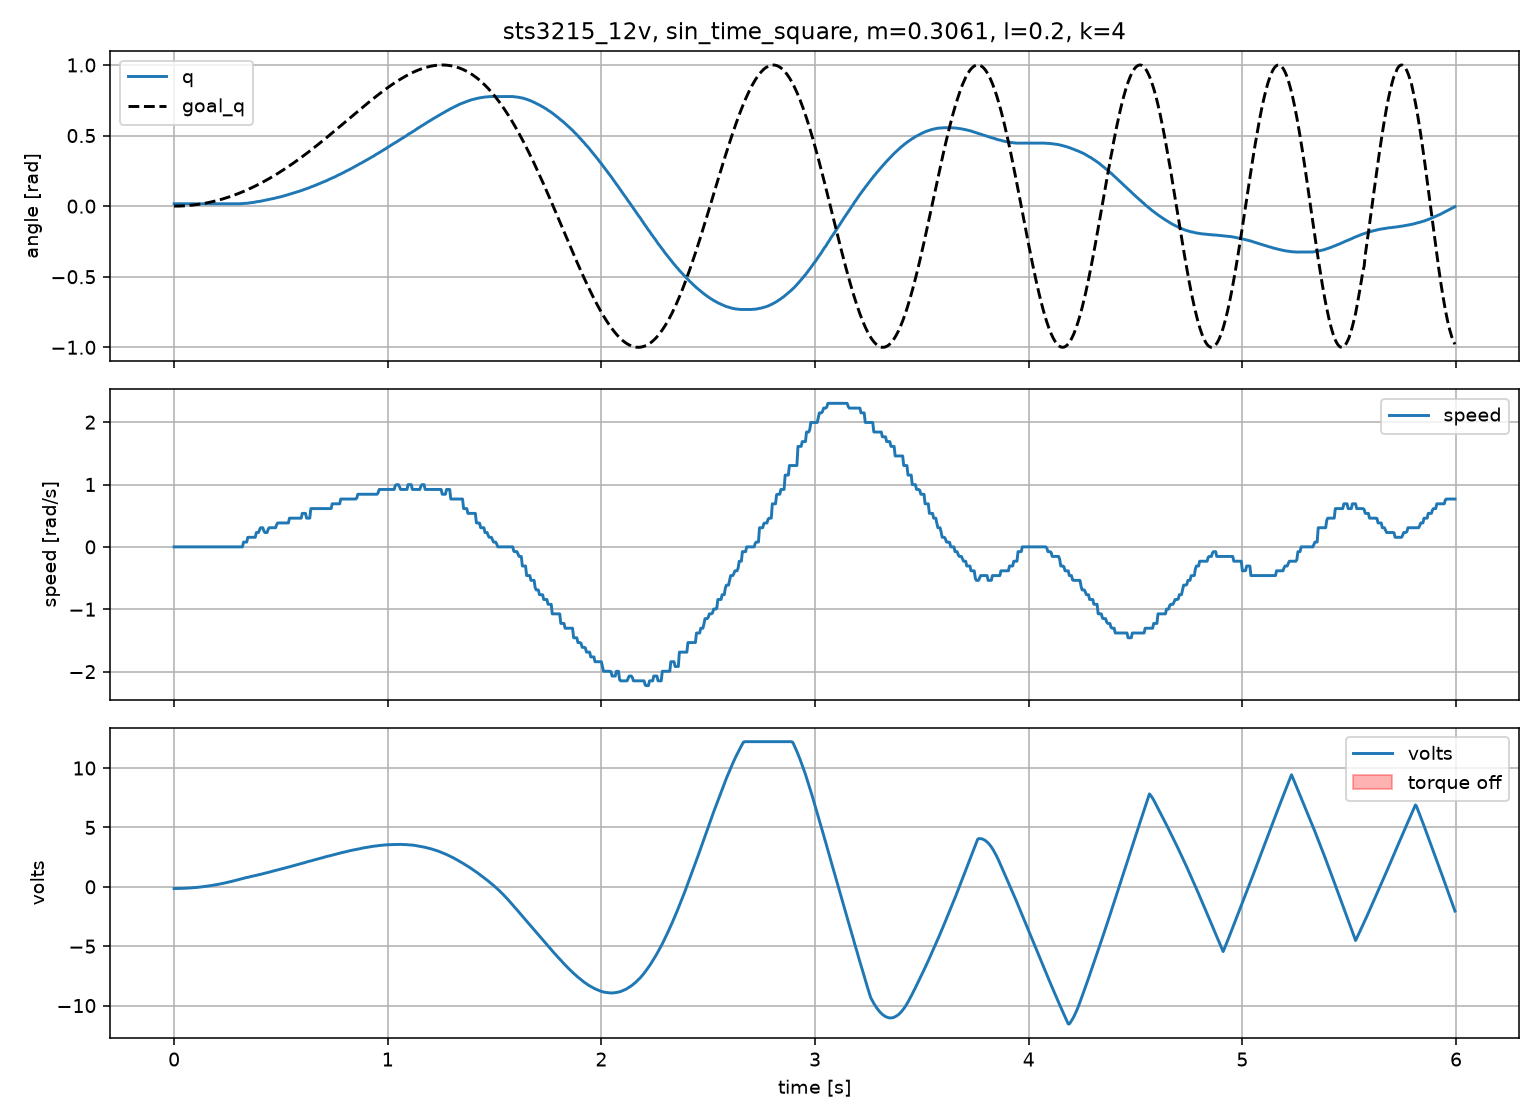 sts3215_12v, sin_time_square, m=0.3061, l=0.2, k=4
q
goal_q
angle [rad]
1.0
0.5
0.0
−0.5
−1.0
speed
speed [rad/s]
2
1
0
−1
−2
volts
torque off
volts
10
5
0
−5
−10
0 1 2 3 4 5 6
time [s]